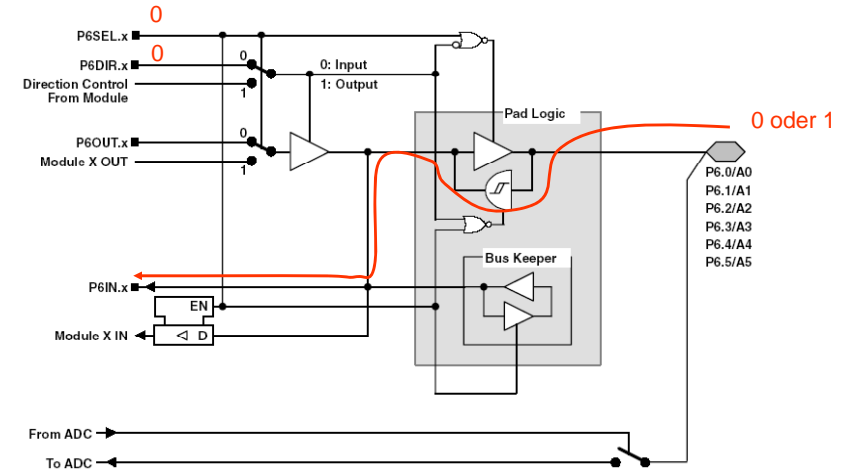 0
P6SEL.x
0
P6DIR.x
0
0: Input
Direction Control
From Module
1
1: Output
Pad Logic
0 oder 1
P6OUT.x
0
Module X OUT
1
P6.0/A0
P6.1/A1
P6.2/A2
P6.3/A3
P6.4/A4
P6.5/A5
Bus Keeper
P6IN.x
EN
Module X IN
D
From ADC
To ADC